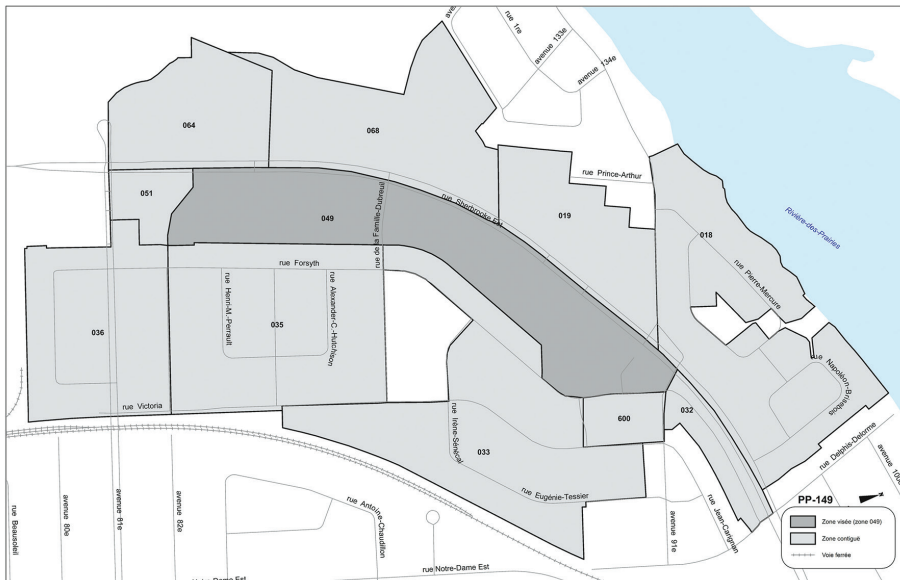 rue 1re
avenue 133e
avenue 134e
064
068
rue Prince-Arthur
051
049
rue de la Famille-Dubreuil
rue Sherbrooke Est
019
018
Rivière-des-Prairies
rue Pierre-Mercure
rue Forsyth
rue Henri-M.-Perrault
rue Alexander-C.-Hutchison
036
035
rue Napoléon-Brisebois
rue Victoria
rue Irène-Sénécal
600
032
033
rue Delphis-Delorme
rue Eugénie-Tessier
rue Jean-Carignan
rue Beausoleil
avenue 80e
avenue 81e
avenue 82e
rue Antoine-Chaudillon
avenue 91e
rue Notre-Dame Est
Notre-Dame Est
PP-149
Zone visée (zone 049)
Zone contiguë
Voie ferrée